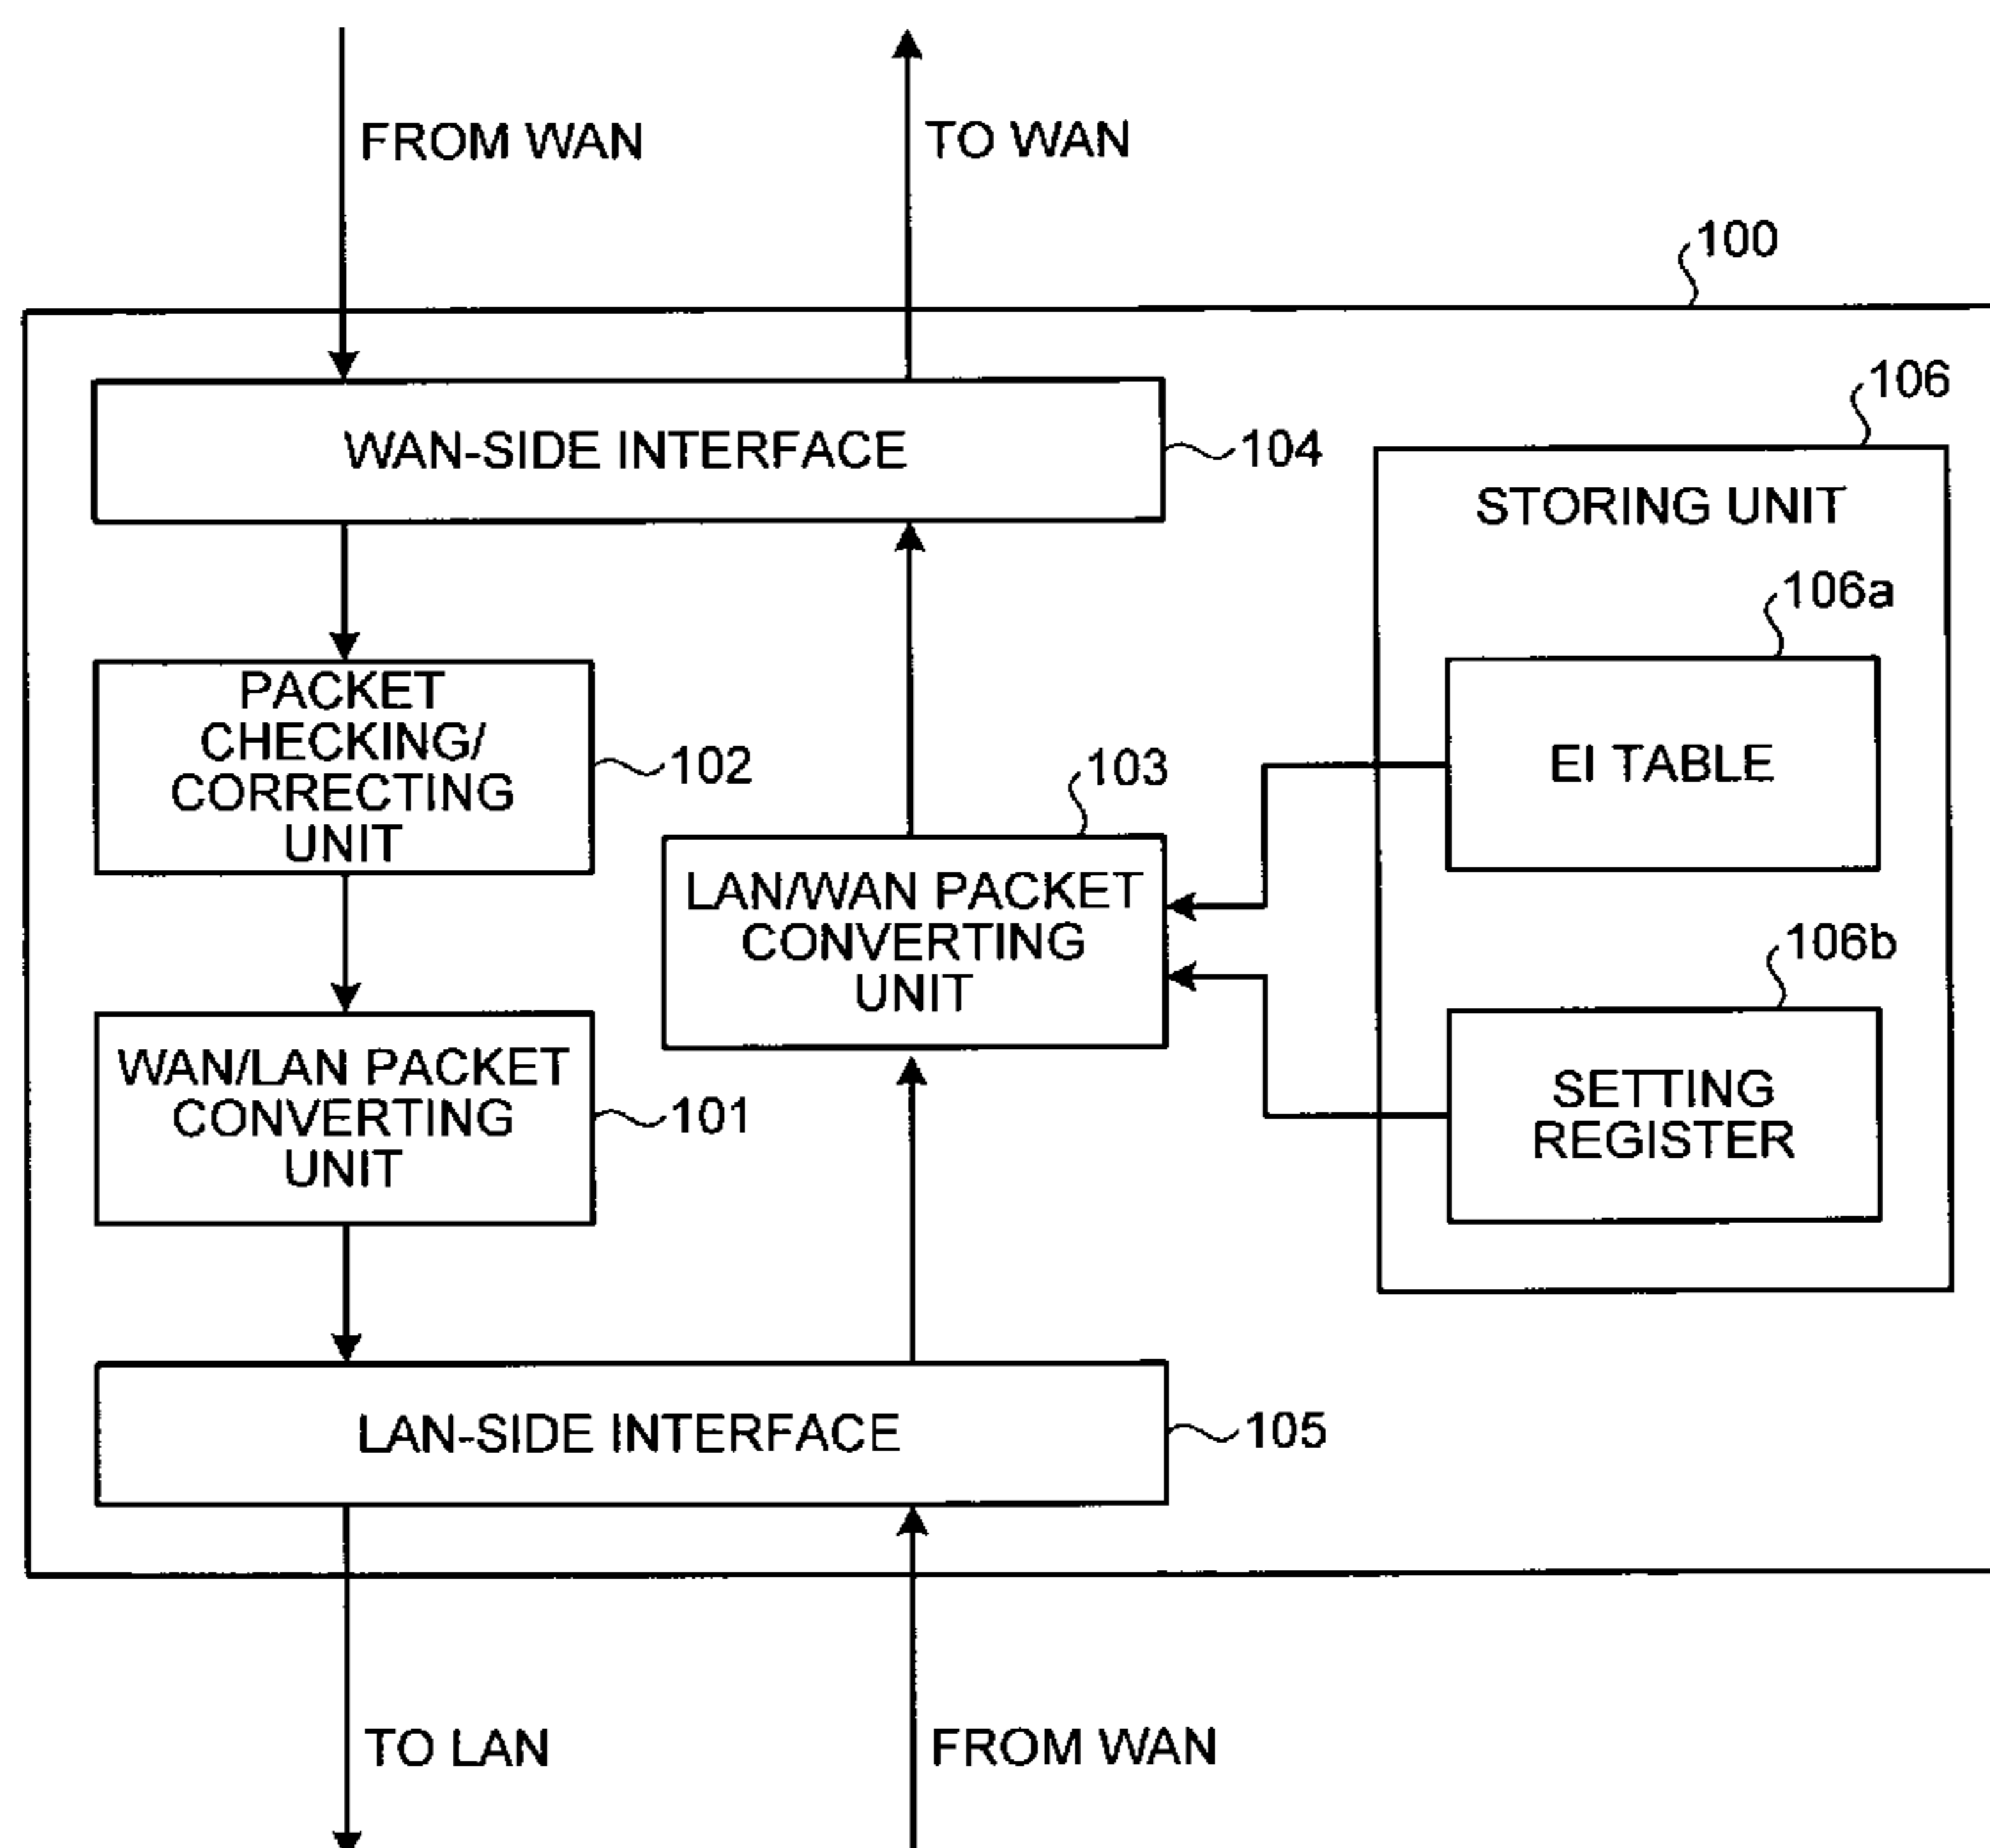 FROM WAN
TO WAN
100
106
WAN-SIDE INTERFACE
104
STORING UNIT
106a
PACKET
CHECKING/
CORRECTING
UNIT
102
103
EI TABLE
LAN/WAN PACKET
CONVERTING
UNIT
106b
WAN/LAN PACKET
CONVERTING
UNIT
101
SETTING
REGISTER
LAN-SIDE INTERFACE
105
TO LAN
FROM WAN